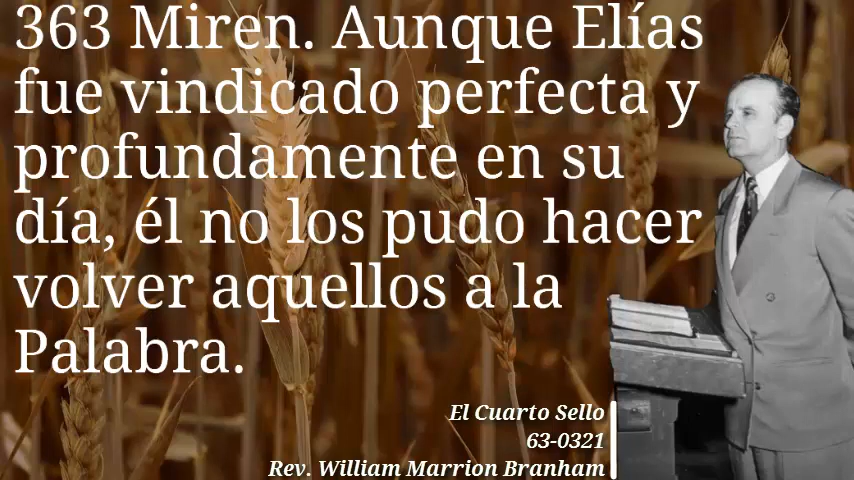 363 Miren. Aunque Elías
fue vindicado perfecta y
profundamente en su
día, él no los pudo hacer
volver aquellos a la
Palabra.
El Cuarto Sello
63-0321
Rev. William Marrion Branham